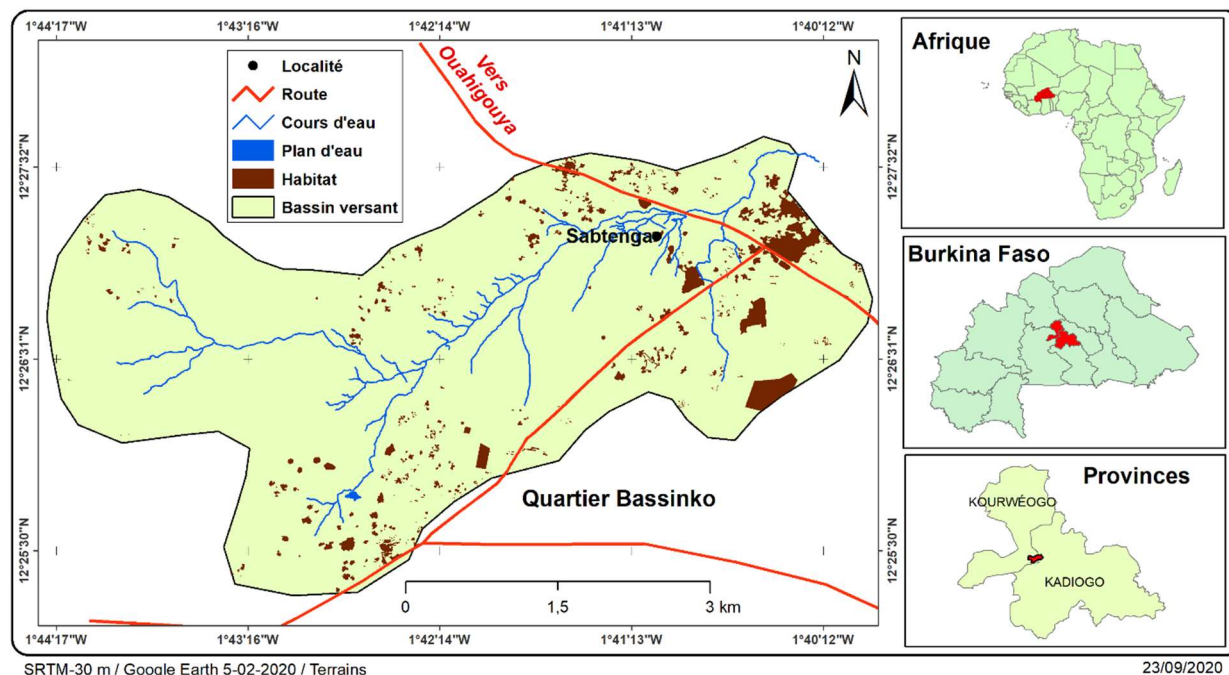 1°44'17"W
1°43'16"W
1°42'14"W
1°41'13"W
1°40'12"W
12°27'32"N
12°26'31"N
12°25'30"N
Localité
Route
Cours d'eau
Plan d'eau
Habitat
Bassin versant
Vers
Ouahigouya
N
Sabtenga
Quartier Bassinko
0
1,5
3 km
12°27'32"N
12°26'31"N
12°25'30"N
1°44'17"W
1°43'16"W
1°42'14"W
1°41'13"W
1°40'12"W
Afrique
Burkina Faso
Provinces
KOURWÉOGO
KADIOGO
SRTM-30 m / Google Earth 5-02-2020 / Terrains
23/09/2020